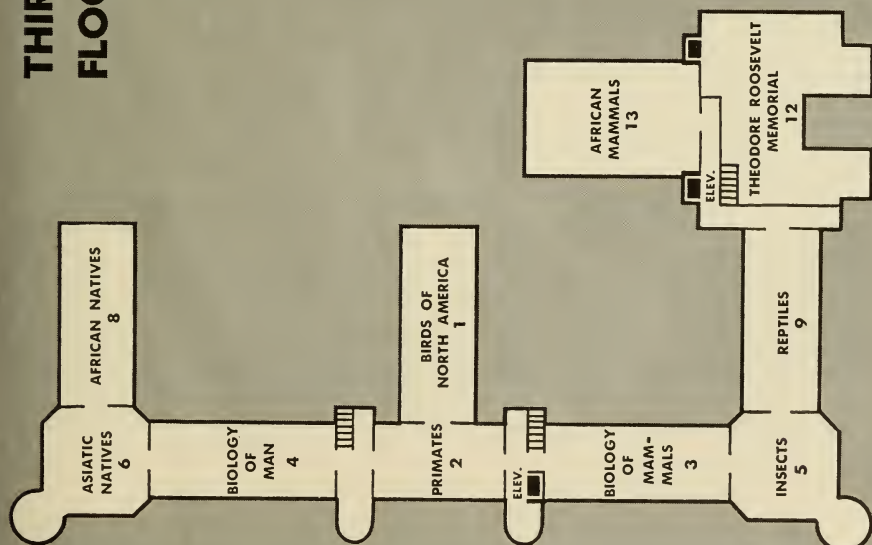 THIR
FLOO
AFRICAN NATIVES
8
ASIATIC
NATIVES
6
BIOLOGY
OF
MAN
4
BIRDS OF
NORTH AMERICA
1
PRIMATES
2
ELEV.
BIOLOGY
OF
MAM-
MALS
3
INSECTS
5
REPTILES
9
AFRICAN
MAMMALS
13
ELEV.
THEODORE ROOSEVELT
MEMORIAL
12